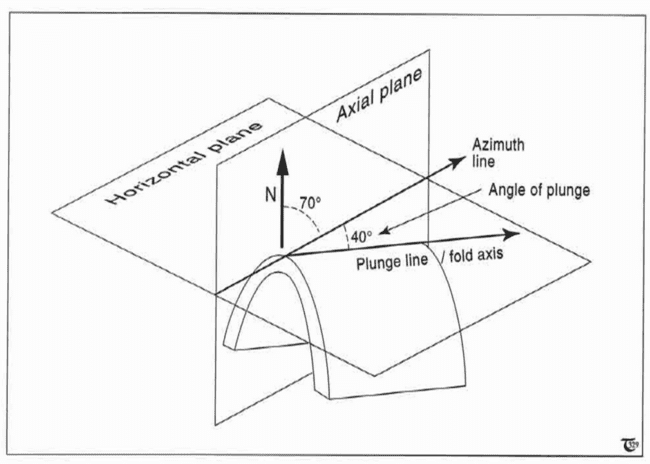 Horizontal plane
Axial plane
Azimuth
line
N
70°
Angle of plunge
40°
Plunge line / fold axis